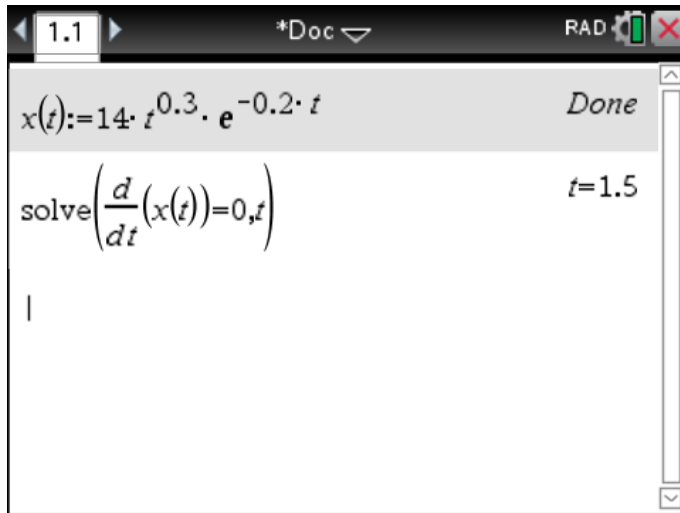 1.1 *Doc RAD
x(t):=14·t^0.3·e^-0.2·t Done
solve(d/dt(x(t))=0,t) t=1.5